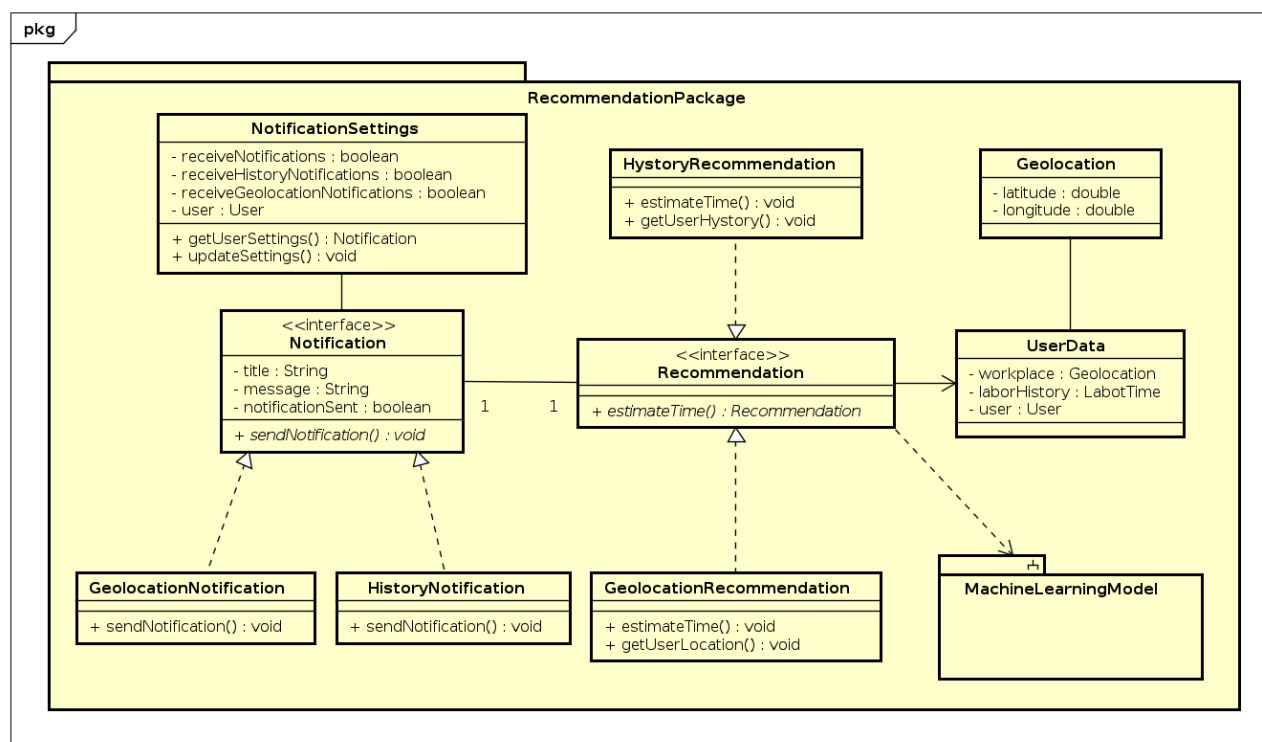 pkg
RecommendationPackage
NotificationSettings
- receiveNotifications : boolean
- receiveHistoryNotifications : boolean
- receiveGeolocationNotifications : boolean
- user : User
+ getUserSettings() : Notification
+ updateSettings() : void
HystoryRecommendation
+ estimateTime() : void
+ getUserHystory() : void
Geolocation
- latitude : double
- longitude : double
<<interface>>
Notification
- title : String
- message : String
- notificationSent : boolean
+ sendNotification() : void
1
1
<<interface>>
Recommendation
+ estimateTime() : Recommendation
UserData
- workplace : Geolocation
- laborHistory : LabotTime
- user : User
GeolocationNotification
+ sendNotification() : void
HistoryNotification
+ sendNotification() : void
GeolocationRecommendation
+ estimateTime() : void
+ getUserLocation() : void
MachineLearningModel